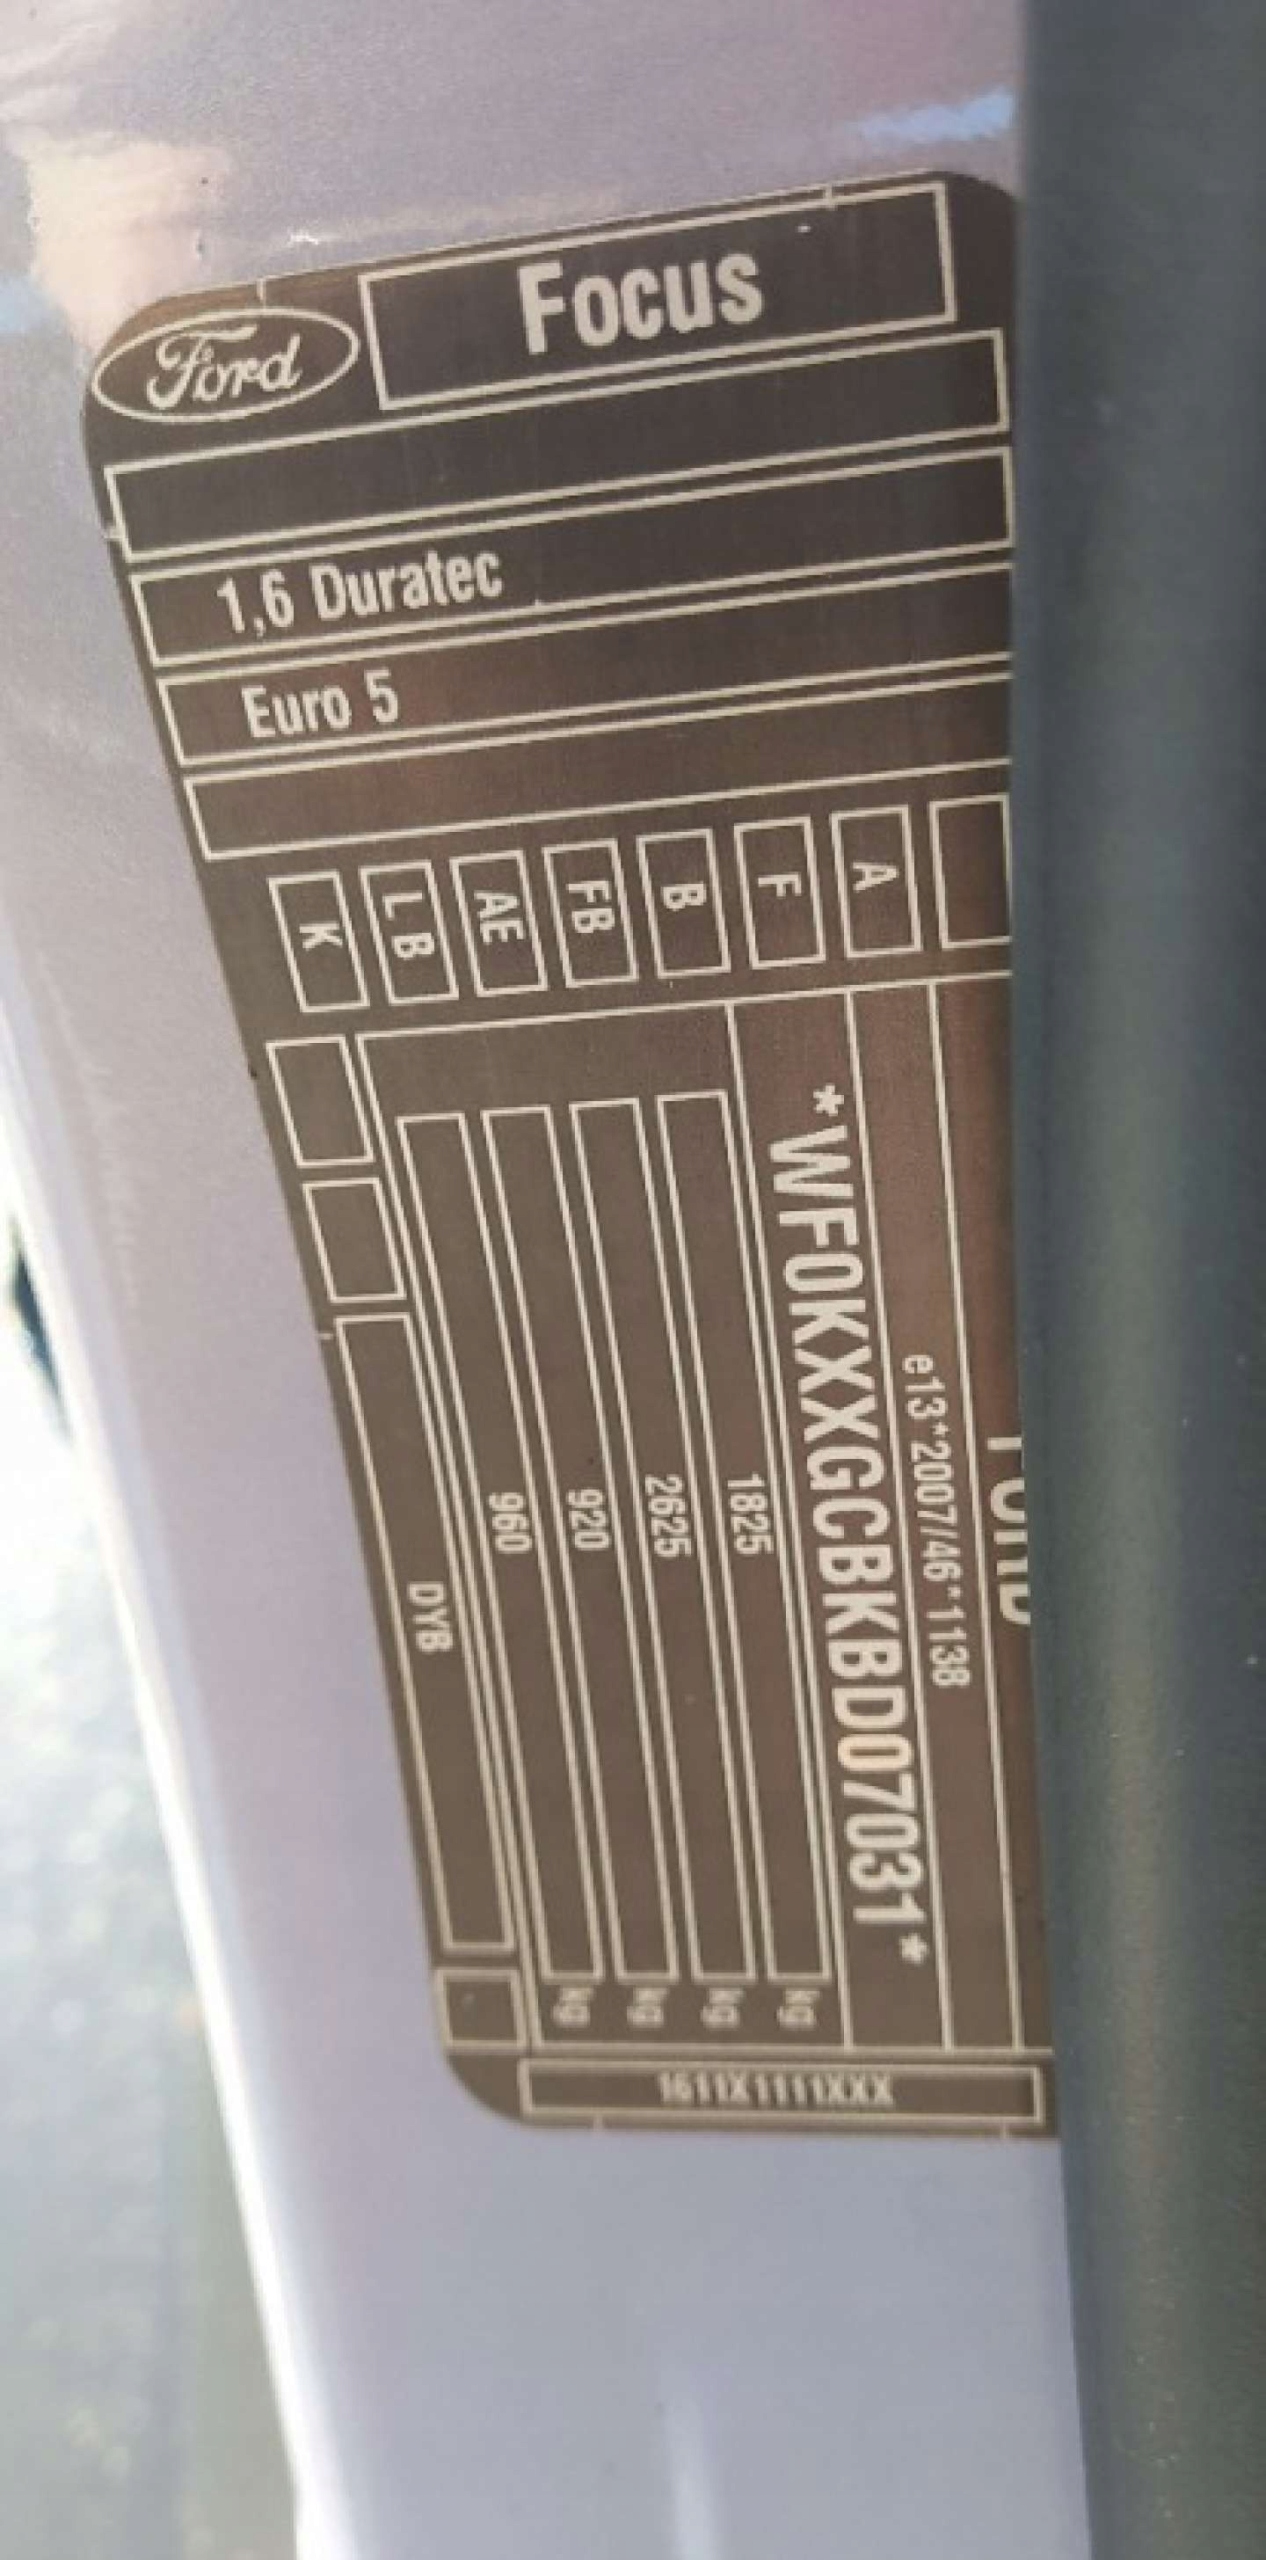 Ford
Focus
1,6 Duratec
Euro 5
A
F
B
FB
AE
LB
K
FORD
e13*2007/46*1138
*WF0KXXGCBKBD07031*
1825 kg
2625 kg
920 kg
960 kg
DYB
1611X1111XXX